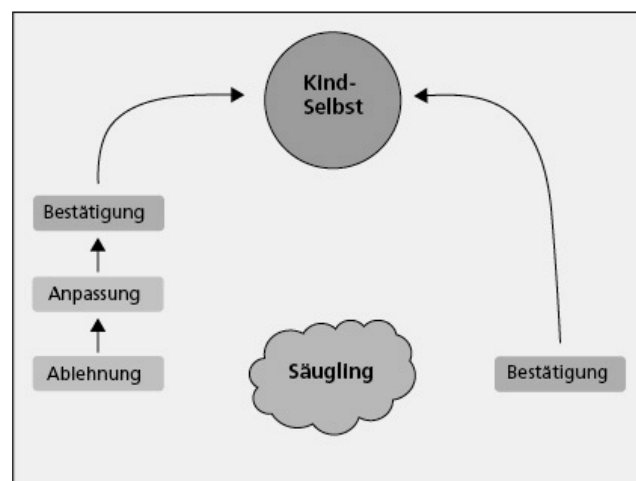 Kind-
Selbst
Bestätigung
Anpassung
Ablehnung
Säugling
Bestätigung